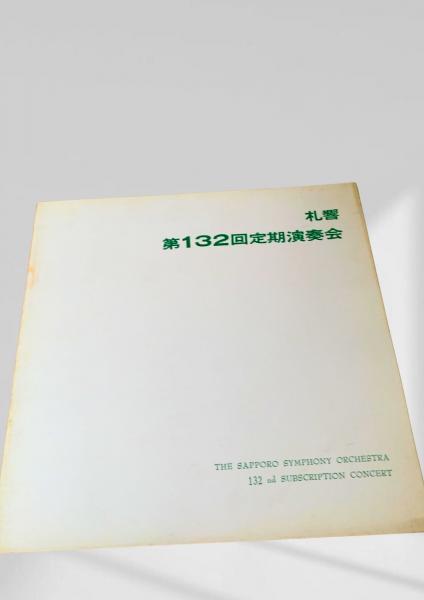 札響
第132回定期演奏会
THE SAPPORO SYMPHONY ORCHESTRA
132 nd SUBSCRIPTION CONCERT